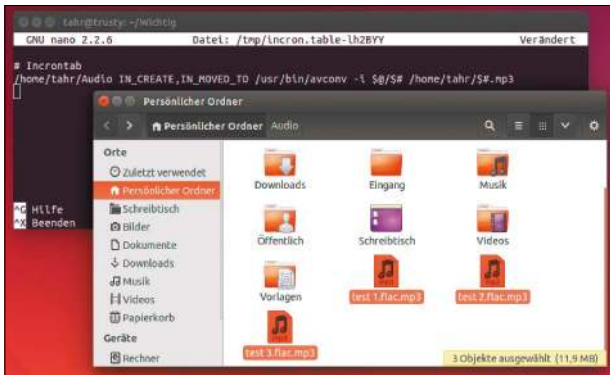 tahr@trusty: ~/Wichtig
GNU nano 2.2.6 Datei: /tmp/incron.table-lh2BYY Verändert
# Incrontab
/home/tahr/Audio IN_CREATE,IN_MOVED_TO /usr/bin/avconv -i $@/$# /home/tahr/$#.mp3
Persönlicher Ordner
Persönlicher Ordner Audio
Orte
Zuletzt verwendet
Persönlicher Ordner
Schreibtisch
Bilder
Dokumente
Downloads
Musik
Videos
Papierkorb
Geräte
Rechner
Downloads Eingang Musik
Öffentlich Schreibtisch Videos
Vorlagen test 1.flac.mp3 test 2.flac.mp3
test 3.flac.mp3
3 Objekte ausgewählt (11,9 MB)
^G Hilfe
^X Beenden